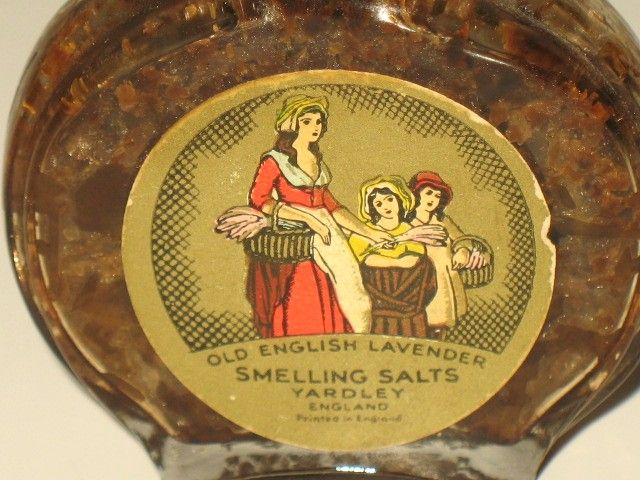 OLD ENGLISH LAVENDER
SMELLING SALTS
YARDLEY
ENGLAND
Printed in England